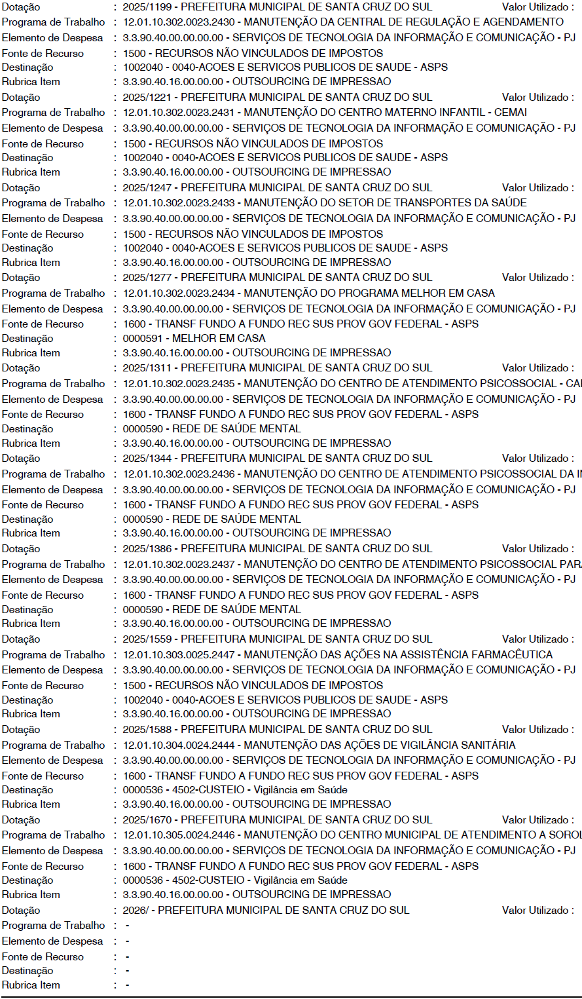 Dotação : 2025/1199 - PREFEITURA MUNICIPAL DE SANTA CRUZ DO SUL Valor Utilizado :
Programa de Trabalho : 12.01.10.302.0023.2430 - MANUTENÇÃO DA CENTRAL DE REGULAÇÃO E AGENDAMENTO
Elemento de Despesa : 3.3.90.40.00.00.00.00 - SERVIÇOS DE TECNOLOGIA DA INFORMAÇÃO E COMUNICAÇÃO - PJ
Fonte de Recurso : 1500 - RECURSOS NÃO VINCULADOS DE IMPOSTOS
Destinação : 1002040 - 0040-ACOES E SERVICOS PUBLICOS DE SAUDE - ASPS
Rubrica Item : 3.3.90.40.16.00.00.00 - OUTSOURCING DE IMPRESSAO
Dotação : 2025/1221 - PREFEITURA MUNICIPAL DE SANTA CRUZ DO SUL Valor Utilizado :
Programa de Trabalho : 12.01.10.302.0023.2431 - MANUTENÇÃO DO CENTRO MATERNO INFANTIL - CEMAI
Elemento de Despesa : 3.3.90.40.00.00.00.00 - SERVIÇOS DE TECNOLOGIA DA INFORMAÇÃO E COMUNICAÇÃO - PJ
Fonte de Recurso : 1500 - RECURSOS NÃO VINCULADOS DE IMPOSTOS
Destinação : 1002040 - 0040-ACOES E SERVICOS PUBLICOS DE SAUDE - ASPS
Rubrica Item : 3.3.90.40.16.00.00.00 - OUTSOURCING DE IMPRESSAO
Dotação : 2025/1247 - PREFEITURA MUNICIPAL DE SANTA CRUZ DO SUL Valor Utilizado :
Programa de Trabalho : 12.01.10.302.0023.2433 - MANUTENÇÃO DO SETOR DE TRANSPORTES DA SAÚDE
Elemento de Despesa : 3.3.90.40.00.00.00.00 - SERVIÇOS DE TECNOLOGIA DA INFORMAÇÃO E COMUNICAÇÃO - PJ
Fonte de Recurso : 1500 - RECURSOS NÃO VINCULADOS DE IMPOSTOS
Destinação : 1002040 - 0040-ACOES E SERVICOS PUBLICOS DE SAUDE - ASPS
Rubrica Item : 3.3.90.40.16.00.00.00 - OUTSOURCING DE IMPRESSAO
Dotação : 2025/1277 - PREFEITURA MUNICIPAL DE SANTA CRUZ DO SUL Valor Utilizado :
Programa de Trabalho : 12.01.10.302.0023.2434 - MANUTENÇÃO DO PROGRAMA MELHOR EM CASA
Elemento de Despesa : 3.3.90.40.00.00.00.00 - SERVIÇOS DE TECNOLOGIA DA INFORMAÇÃO E COMUNICAÇÃO - PJ
Fonte de Recurso : 1600 - TRANSF FUNDO A FUNDO REC SUS PROV GOV FEDERAL - ASPS
Destinação : 0000591 - MELHOR EM CASA
Rubrica Item : 3.3.90.40.16.00.00.00 - OUTSOURCING DE IMPRESSAO
Dotação : 2025/1311 - PREFEITURA MUNICIPAL DE SANTA CRUZ DO SUL Valor Utilizado :
Programa de Trabalho : 12.01.10.302.0023.2435 - MANUTENÇÃO DO CENTRO DE ATENDIMENTO PSICOSSOCIAL -
Elemento de Despesa : 3.3.90.40.00.00.00.00 - SERVIÇOS DE TECNOLOGIA DA INFORMAÇÃO E COMUNICAÇÃO - PJ
Fonte de Recurso : 1600 - TRANSF FUNDO A FUNDO REC SUS PROV GOV FEDERAL - ASPS
Destinação : 0000590 - REDE DE SAÚDE MENTAL
Rubrica Item : 3.3.90.40.16.00.00.00 - OUTSOURCING DE IMPRESSAO
Dotação : 2025/1344 - PREFEITURA MUNICIPAL DE SANTA CRUZ DO SUL Valor Utilizado :
Programa de Trabalho : 12.01.10.302.0023.2436 - MANUTENÇÃO DO CENTRO DE ATENDIMENTO PSICOSSOCIAL DA
Elemento de Despesa : 3.3.90.40.00.00.00.00 - SERVIÇOS DE TECNOLOGIA DA INFORMAÇÃO E COMUNICAÇÃO - PJ
Fonte de Recurso : 1600 - TRANSF FUNDO A FUNDO REC SUS PROV GOV FEDERAL - ASPS
Destinação : 0000590 - REDE DE SAÚDE MENTAL
Rubrica Item : 3.3.90.40.16.00.00.00 - OUTSOURCING DE IMPRESSAO
Dotação : 2025/1386 - PREFEITURA MUNICIPAL DE SANTA CRUZ DO SUL Valor Utilizado :
Programa de Trabalho : 12.01.10.302.0023.2437 - MANUTENÇÃO DO CENTRO DE ATENDIMENTO PSICOSSOCIAL PARA
Elemento de Despesa : 3.3.90.40.00.00.00.00 - SERVIÇOS DE TECNOLOGIA DA INFORMAÇÃO E COMUNICAÇÃO - PJ
Fonte de Recurso : 1600 - TRANSF FUNDO A FUNDO REC SUS PROV GOV FEDERAL - ASPS
Destinação : 0000590 - REDE DE SAÚDE MENTAL
Rubrica Item : 3.3.90.40.16.00.00.00 - OUTSOURCING DE IMPRESSAO
Dotação : 2025/1559 - PREFEITURA MUNICIPAL DE SANTA CRUZ DO SUL Valor Utilizado :
Programa de Trabalho : 12.01.10.303.0025.2447 - MANUTENÇÃO DAS AÇÕES NA ASSISTÊNCIA FARMACÊUTICA
Elemento de Despesa : 3.3.90.40.00.00.00.00 - SERVIÇOS DE TECNOLOGIA DA INFORMAÇÃO E COMUNICAÇÃO - PJ
Fonte de Recurso : 1500 - RECURSOS NÃO VINCULADOS DE IMPOSTOS
Destinação : 1002040 - 0040-ACOES E SERVICOS PUBLICOS DE SAUDE - ASPS
Rubrica Item : 3.3.90.40.16.00.00.00 - OUTSOURCING DE IMPRESSAO
Dotação : 2025/1588 - PREFEITURA MUNICIPAL DE SANTA CRUZ DO SUL Valor Utilizado :
Programa de Trabalho : 12.01.10.304.0024.2444 - MANUTENÇÃO DAS AÇÕES DE VIGILÂNCIA SANITÁRIA
Elemento de Despesa : 3.3.90.40.00.00.00.00 - SERVIÇOS DE TECNOLOGIA DA INFORMAÇÃO E COMUNICAÇÃO - PJ
Fonte de Recurso : 1600 - TRANSF FUNDO A FUNDO REC SUS PROV GOV FEDERAL - ASPS
Destinação : 0000536 - 4502-CUSTEIO - Vigilância em Saúde
Rubrica Item : 3.3.90.40.16.00.00.00 - OUTSOURCING DE IMPRESSAO
Dotação : 2025/1670 - PREFEITURA MUNICIPAL DE SANTA CRUZ DO SUL Valor Utilizado :
Programa de Trabalho : 12.01.10.305.0024.2446 - MANUTENÇÃO DO CENTRO MUNICIPAL DE ATENDIMENTO A SOROL
Elemento de Despesa : 3.3.90.40.00.00.00.00 - SERVIÇOS DE TECNOLOGIA DA INFORMAÇÃO E COMUNICAÇÃO - PJ
Fonte de Recurso : 1600 - TRANSF FUNDO A FUNDO REC SUS PROV GOV FEDERAL - ASPS
Destinação : 0000536 - 4502-CUSTEIO - Vigilância em Saúde
Rubrica Item : 3.3.90.40.16.00.00.00 - OUTSOURCING DE IMPRESSAO
Dotação : 2026/ - PREFEITURA MUNICIPAL DE SANTA CRUZ DO SUL Valor Utilizado :
Programa de Trabalho : -
Elemento de Despesa : -
Fonte de Recurso : -
Destinação : -
Rubrica Item : -